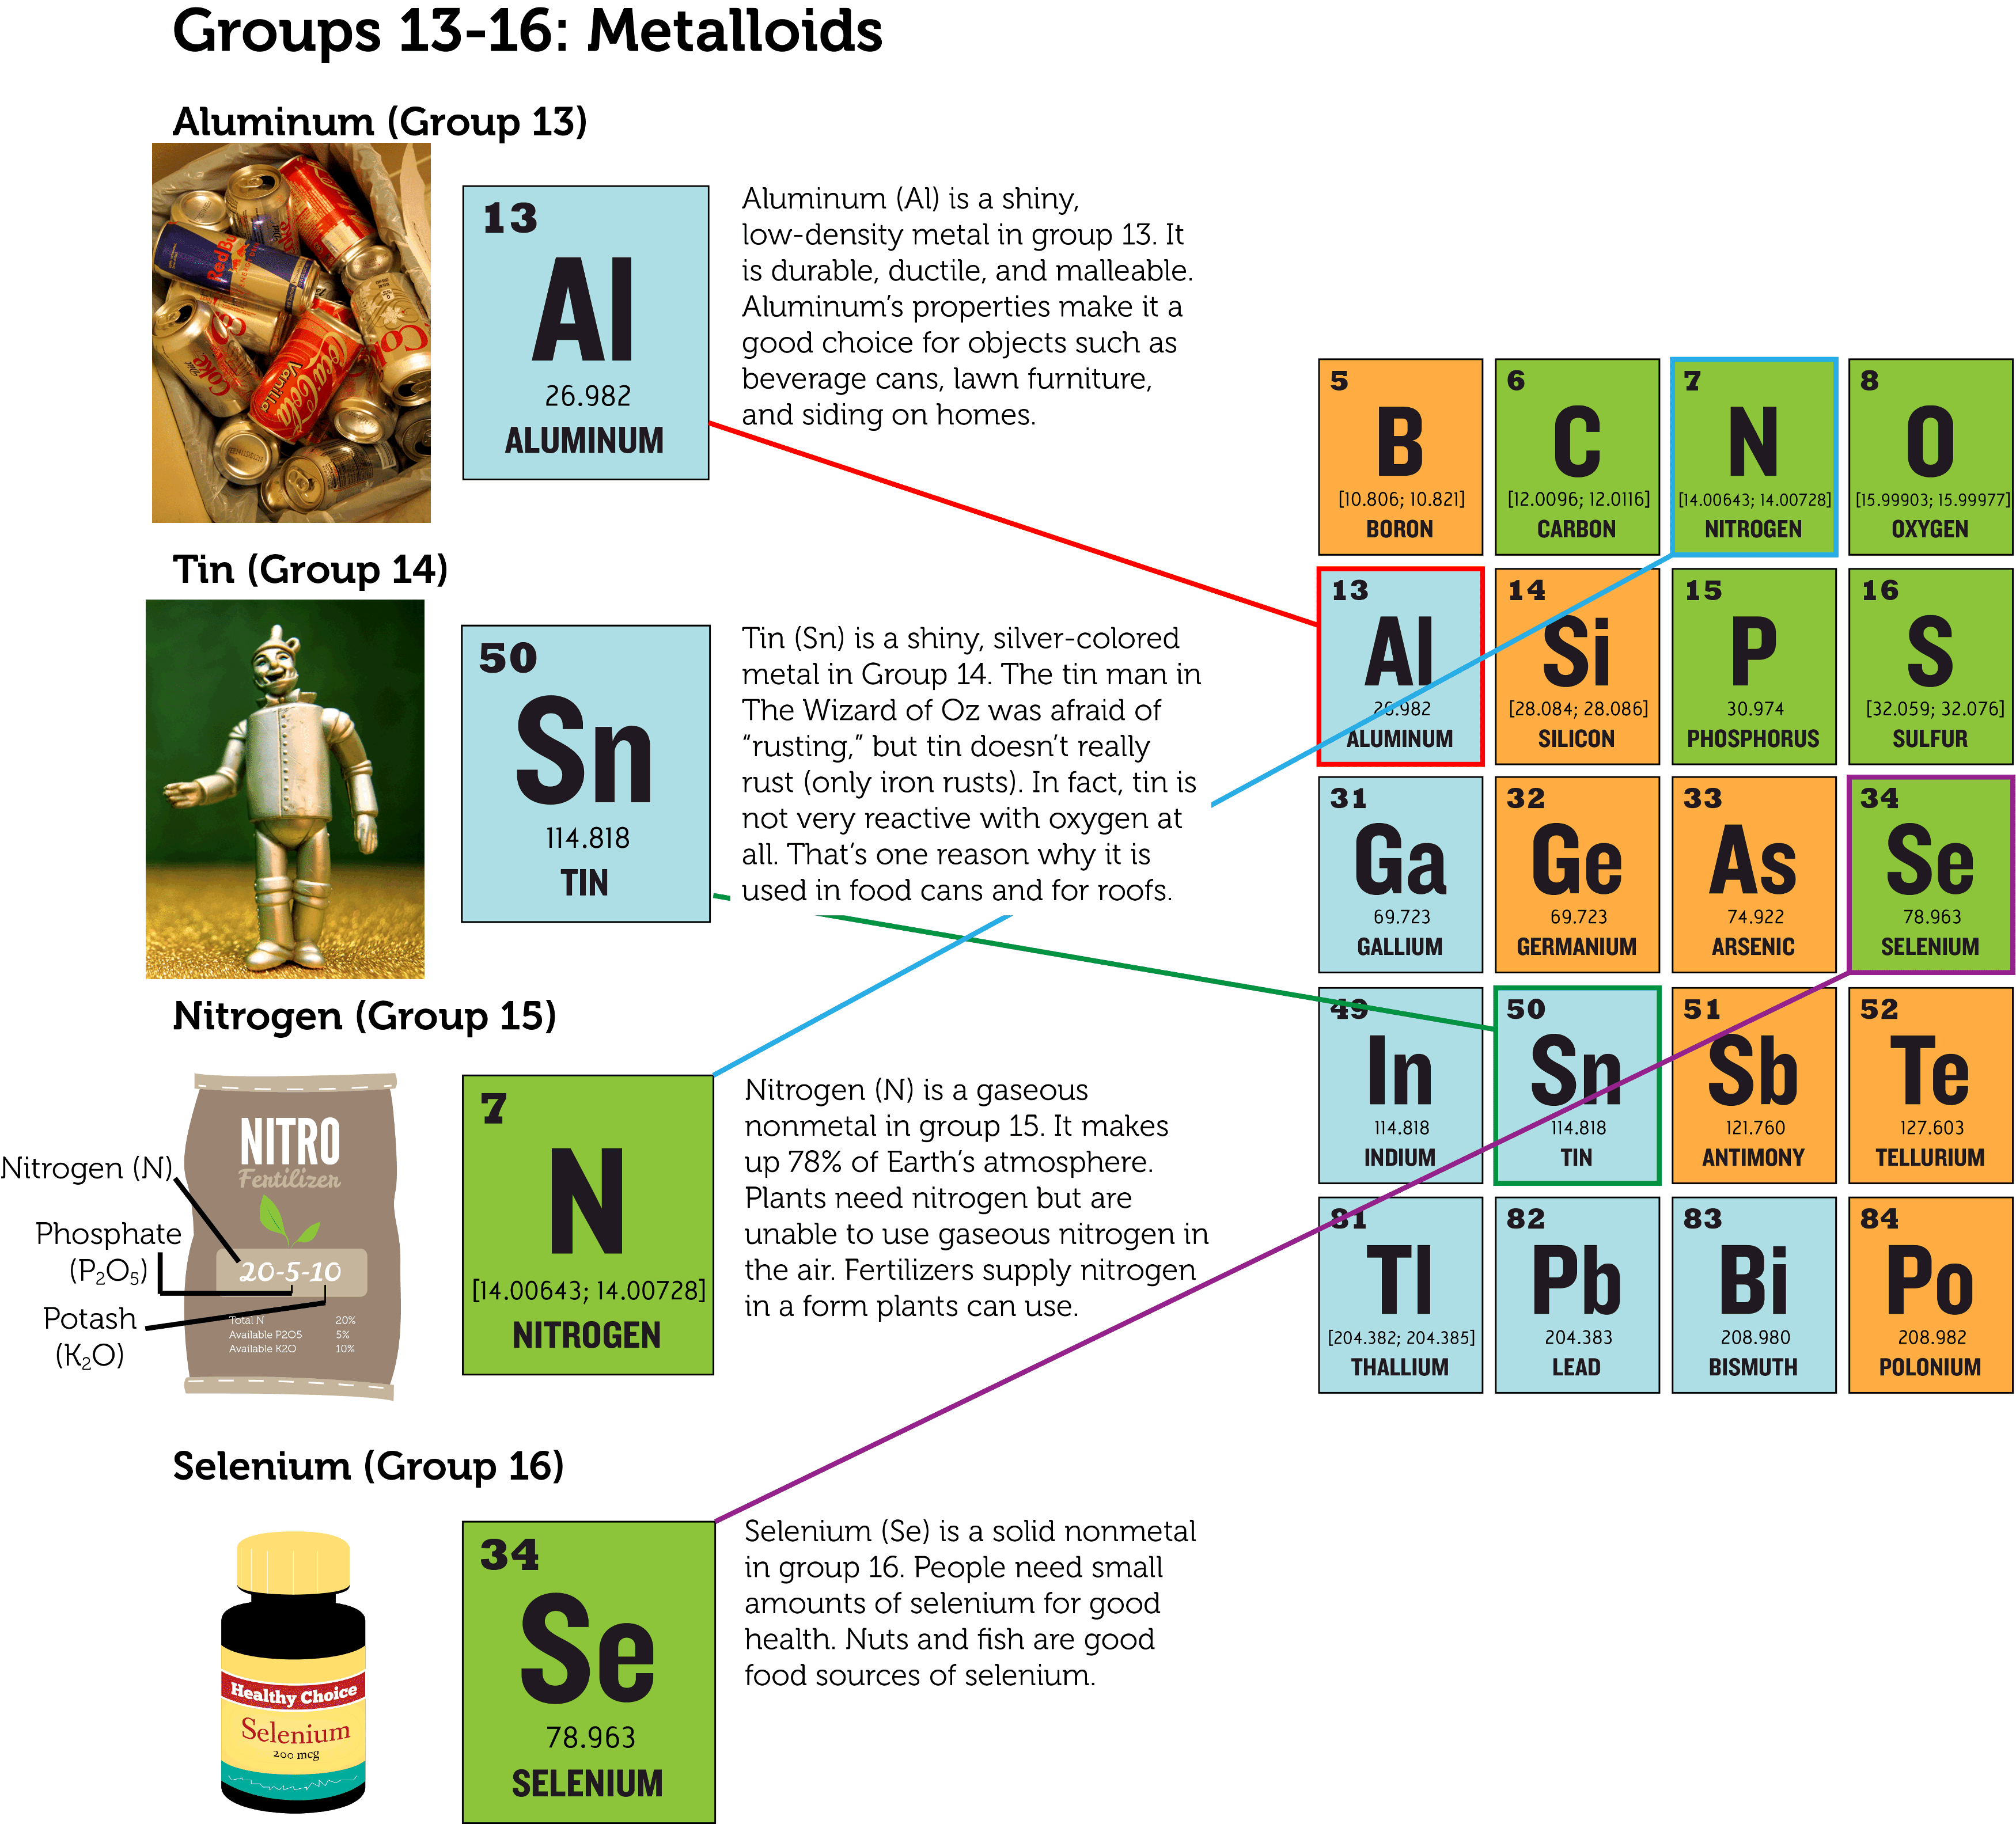 Groups 13-16: Metalloids
Aluminum (Group 13)
RedBull
Coke
Coca-Cola
Vanilla
13
Al
26.982
ALUMINUM
Aluminum (Al) is a shiny,
low-density metal in group 13. It
is durable, ductile, and malleable.
Aluminum’s properties make it a
good choice for objects such as
beverage cans, lawn furniture,
and siding on homes.
Tin (Group 14)
50
Sn
114.818
TIN
Tin (Sn) is a shiny, silver-colored
metal in Group 14. The tin man in
The Wizard of Oz was afraid of
“rusting,” but tin doesn’t really
rust (only iron rusts). In fact, tin is
not very reactive with oxygen at
all. That’s one reason why it is
used in food cans and for roofs.
Nitrogen (Group 15)
NITRO
Fertilizer
Nitrogen (N)
Phosphate
(P₂O₅)
Potash
(K₂O)
20-5-10
Total N 20%
Available P2O5 5%
Available K2O 10%
7
N
[14.00643; 14.00728]
NITROGEN
Nitrogen (N) is a gaseous
nonmetal in group 15. It makes
up 78% of Earth’s atmosphere.
Plants need nitrogen but are
unable to use gaseous nitrogen in
the air. Fertilizers supply nitrogen
in a form plants can use.
Selenium (Group 16)
Healthy Choice
Selenium
200 mcg
34
Se
78.963
SELENIUM
Selenium (Se) is a solid nonmetal
in group 16. People need small
amounts of selenium for good
health. Nuts and fish are good
food sources of selenium.
5 6 7 8
B C N O
[10.806; 10.821] [12.0096; 12.0116] [14.00643; 14.00728] [15.99903; 15.99977]
BORON CARBON NITROGEN OXYGEN
13 14 15 16
Al Si P S
26.982 [28.084; 28.086] 30.974 [32.059; 32.076]
ALUMINUM SILICON PHOSPHORUS SULFUR
31 32 33 34
Ga Ge As Se
69.723 69.723 74.922 78.963
GALLIUM GERMANIUM ARSENIC SELENIUM
49 50 51 52
In Sn Sb Te
114.818 114.818 121.760 127.603
INDIUM TIN ANTIMONY TELLURIUM
81 82 83 84
Tl Pb Bi Po
[204.382; 204.385] 204.383 208.980 208.982
THALLIUM LEAD BISMUTH POLONIUM